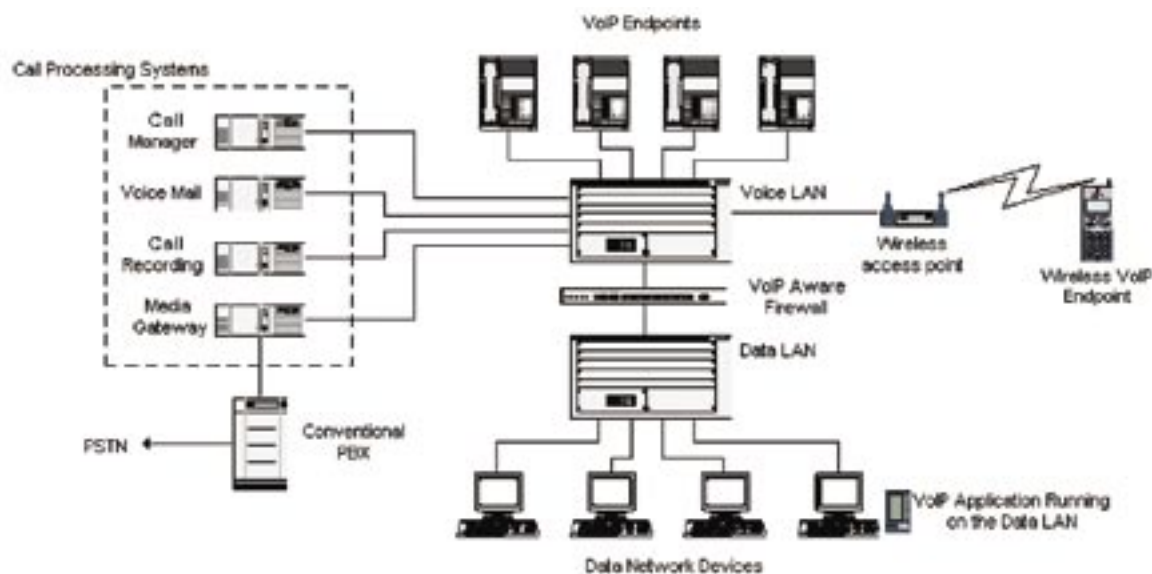 VoIP Endpoints
Call Processing Systems
Call
Manager
Voice Mail
Call
Recording
Media
Gateway
Voice LAN
Wireless
access point
Wireless VoIP
Endpoint
VoIP Aware
Firewall
Data LAN
PSTN
Conventional
PBX
VoIP Application Running
on the Data LAN
Data Network Devices